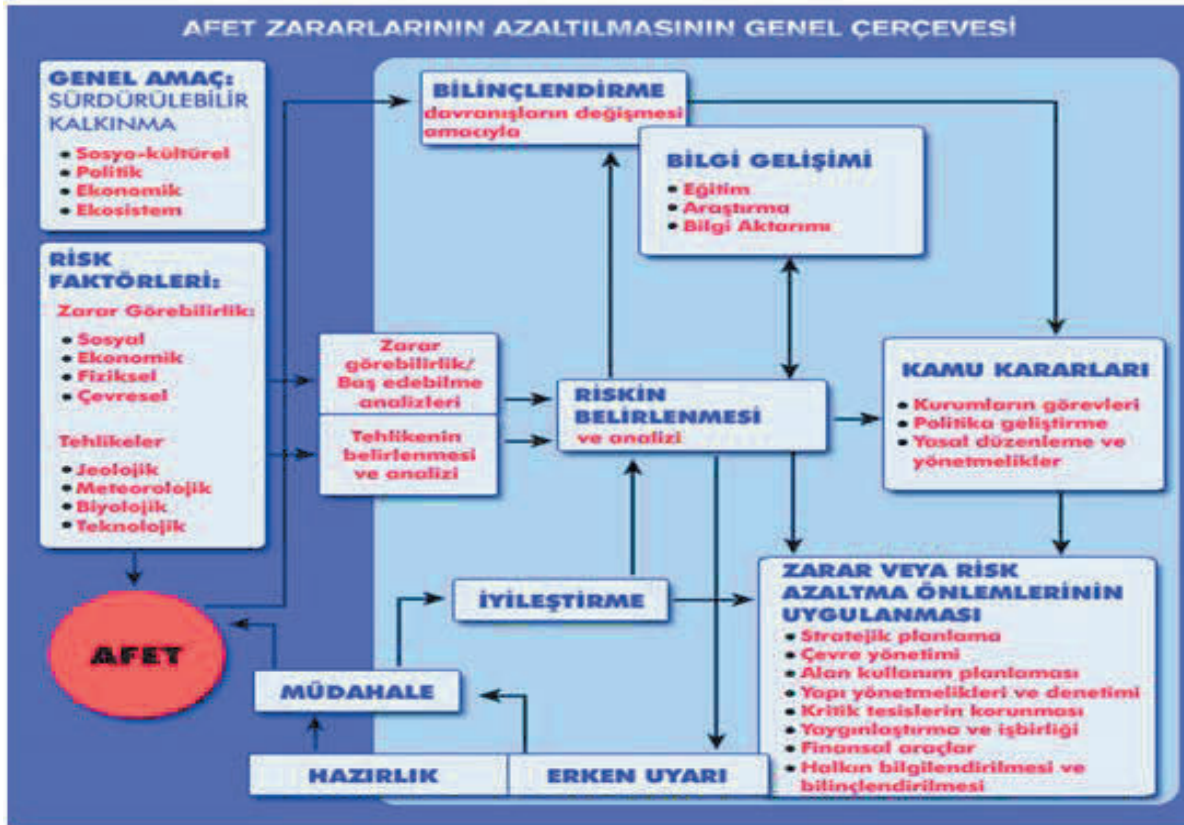 AFET ZARARLARININ AZALTILMASININ GENEL ÇERÇEVESİ
GENEL AMAÇ:
SÜRDÜRÜLEBİLİR
KALKINMA
• Sosyo-kültürel
• Politik
• Ekonomik
• Ekosistem
RİSK
FAKTÖRLERİ:
Zarar Görebilirlik:
• Sosyal
• Ekonomik
• Fiziksel
• Çevresel
Tehlikeler
• Jeolojik
• Meteorolojik
• Biyolojik
• Teknolojik
AFET
BİLİNÇLENDİRME
davranışların değişmesi
amacıyla
BİLGİ GELİŞİMİ
• Eğitim
• Araştırma
• Bilgi Aktarımı
Zarar
görebilirlik/
Baş edebilme
analizleri
Tehlikenin
belirlenmesi
ve analizi
RİSKİN
BELİRLENMESİ
ve analizi
KAMU KARARLARI
• Kurumların görevleri
• Politika geliştirme
• Yasal düzenleme ve
yönetmelikler
İYİLEŞTİRME
MÜDAHALE
HAZIRLIK
ERKEN UYARI
ZARAR VEYA RİSK
AZALTMA ÖNLEMLERİNİN
UYGULANMASI
• Stratejik planlama
• Çevre yönetimi
• Alan kullanım planlaması
• Yapı yönetmelikleri ve denetimi
• Kritik tesislerin korunması
• Yaygınlaştırma ve işbirliği
• Finansal araçlar
• Halkın bilgilendirilmesi ve
bilinçlendirilmesi